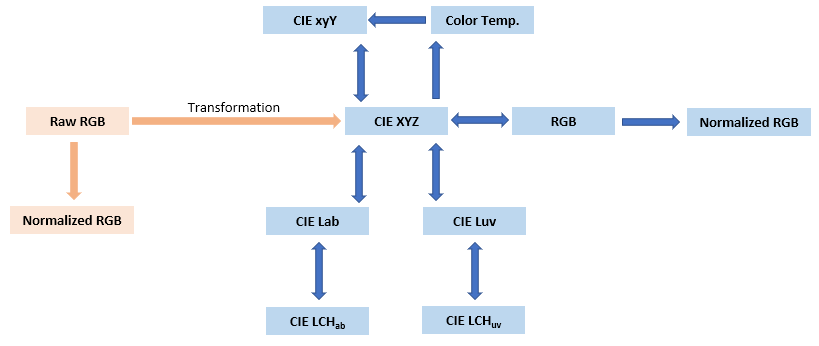 CIE xyY
Color Temp.
Transformation
Raw RGB
CIE XYZ
RGB
Normalized RGB
Normalized RGB
CIE Lab
CIE Luv
CIE LCHab
CIE LCHuv